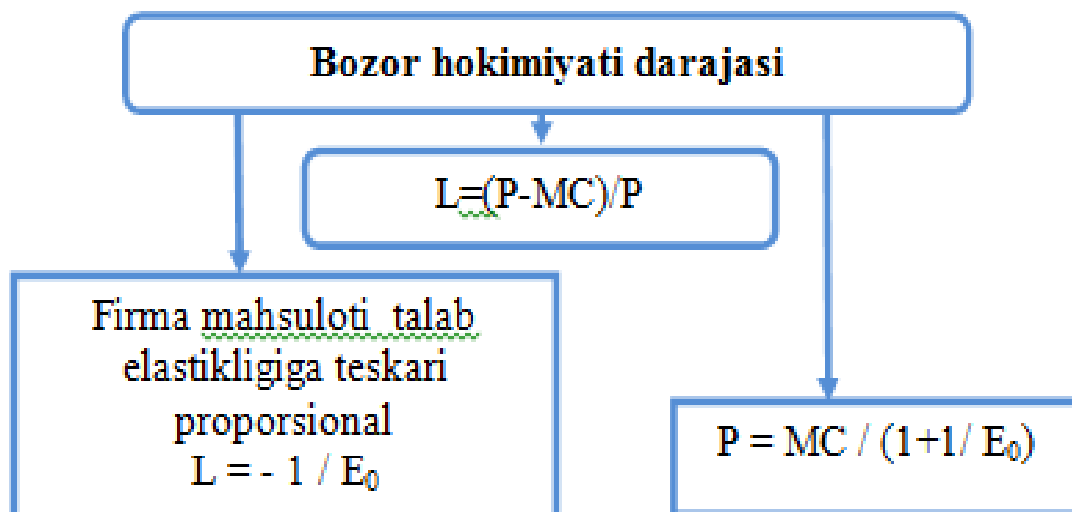 Bozor hokimiyati darajasi
L=(P-MC)/P
Firma mahsuloti talab
elastikligiga teskari
proporsional
L = - 1 / E₀
P = MC / (1+1/ E₀)